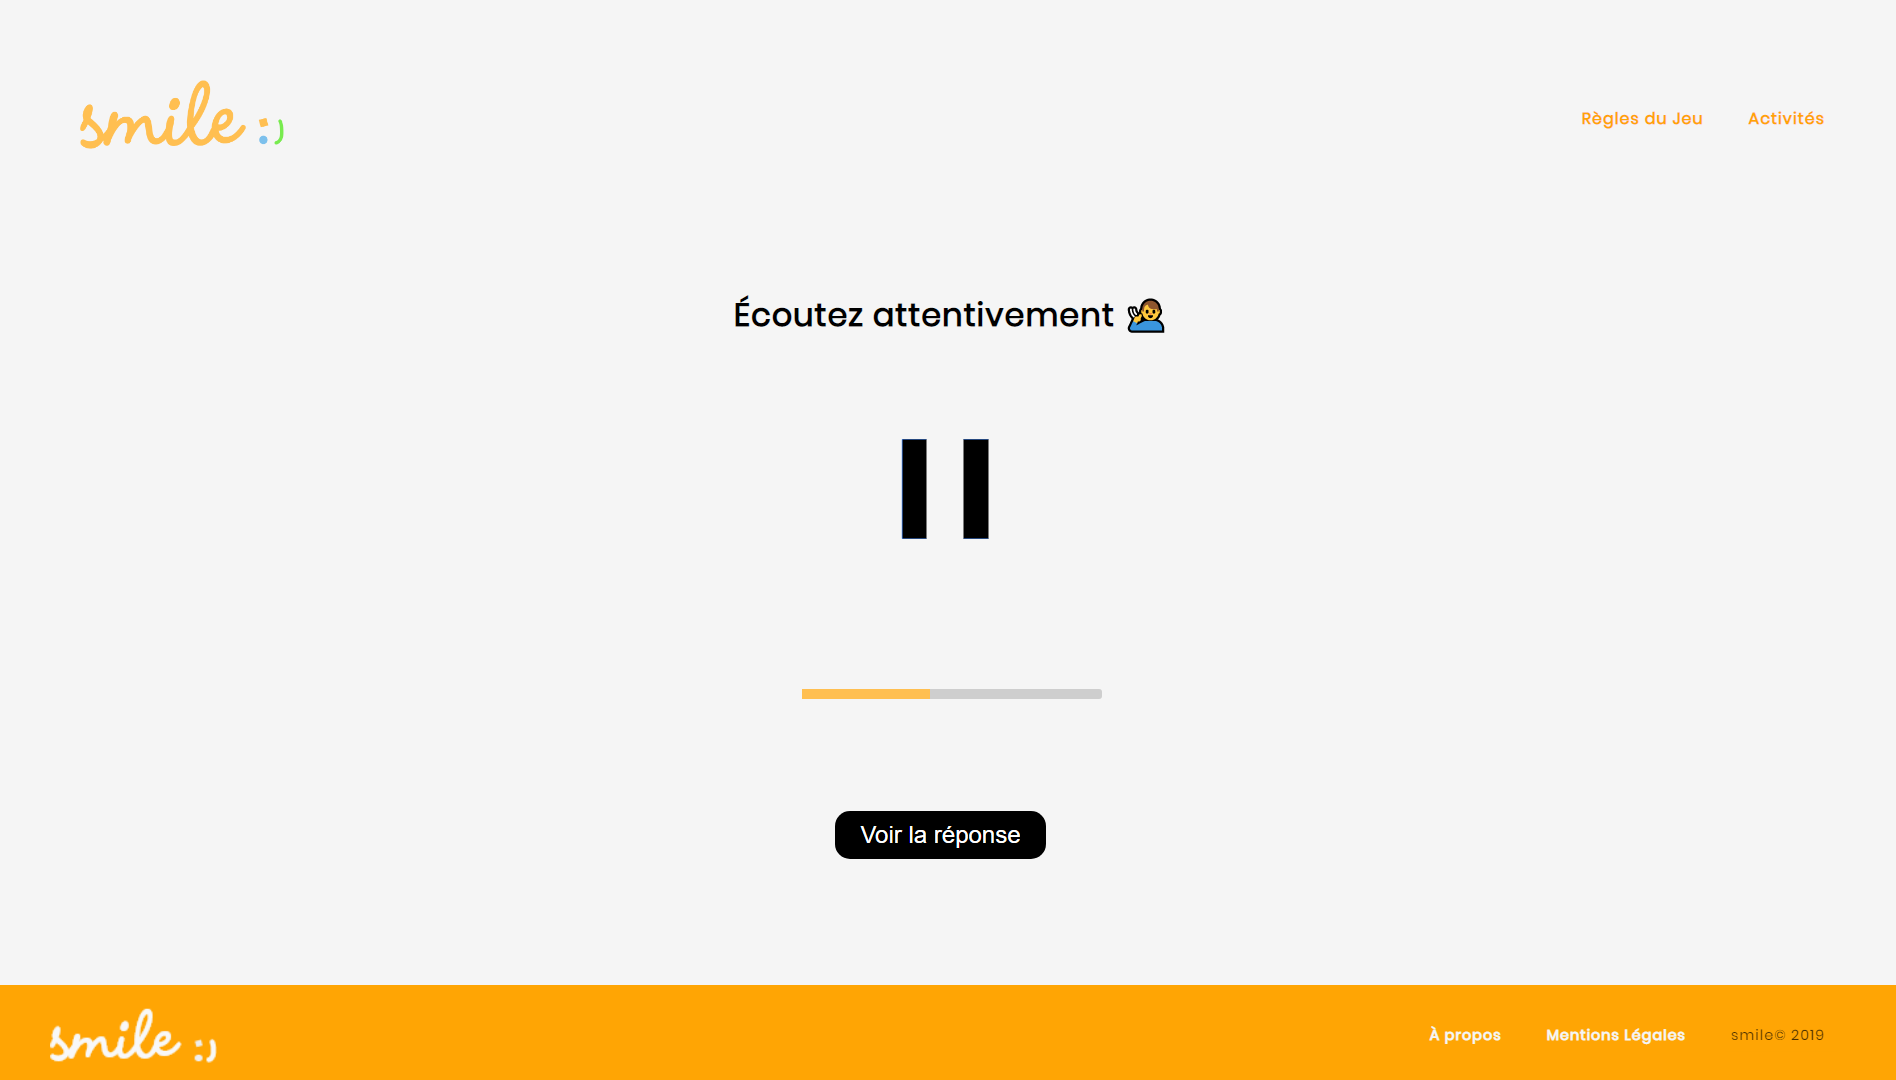 smile :)
Règles du Jeu
Activités
Écoutez attentivement
Voir la réponse
smile :)
À propos
Mentions Légales
smile© 2019